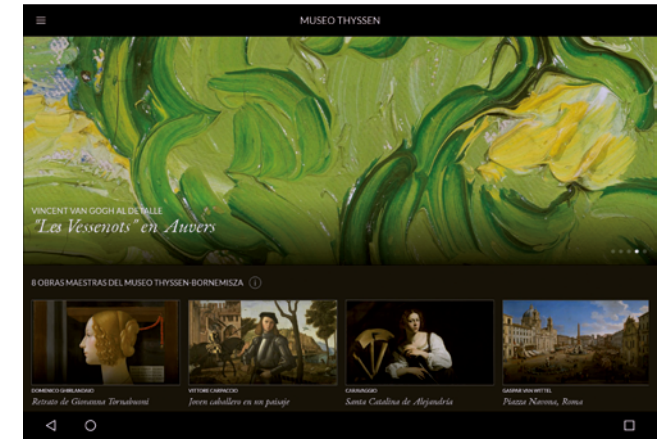 MUSEO THYSSEN
VINCENT VAN GOGH AL DETALLE
"Les Vessenots" en Auvers
8 OBRAS MAESTRAS DEL MUSEO THYSSEN-BORNEMISZA i
DOMENICO GHIRLANDAIO
Retrato de Giovanna Tornabuoni
VITTORE CARPACCIO
Joven caballero en un paisaje
CARAVAGGIO
Santa Catalina de Alejandría
GASPAR VAN WITTEL
Piazza Navona, Roma